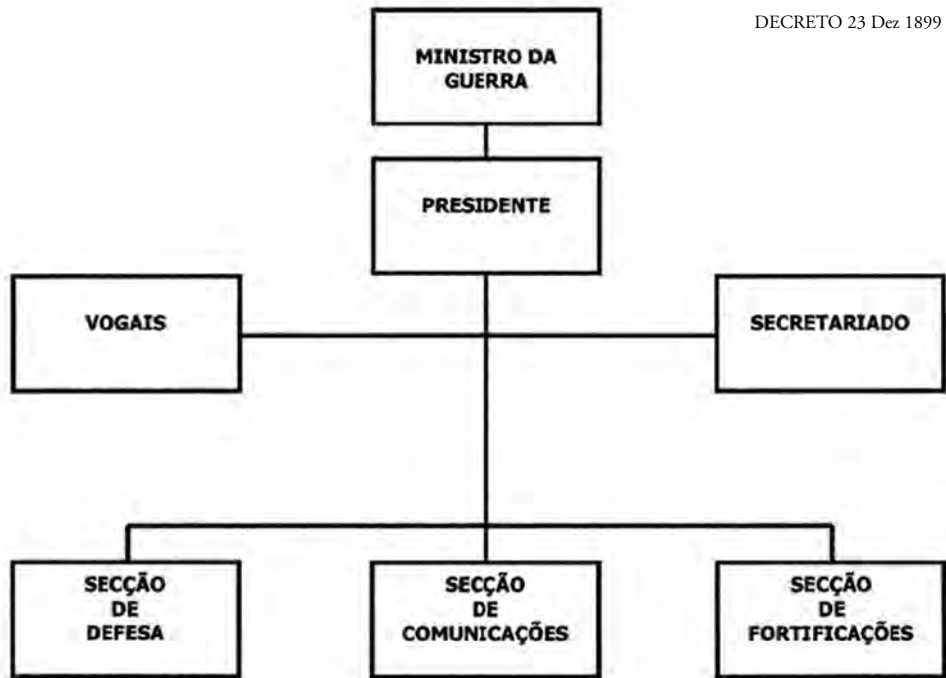 DECRETO 23 Dez 1899
MINISTRO DA
GUERRA
PRESIDENTE
VOGAIS
SECRETARIADO
SECÇÃO
DE
DEFESA
SECÇÃO
DE
COMUNICAÇÕES
SECÇÃO
DE
FORTIFICAÇÕES